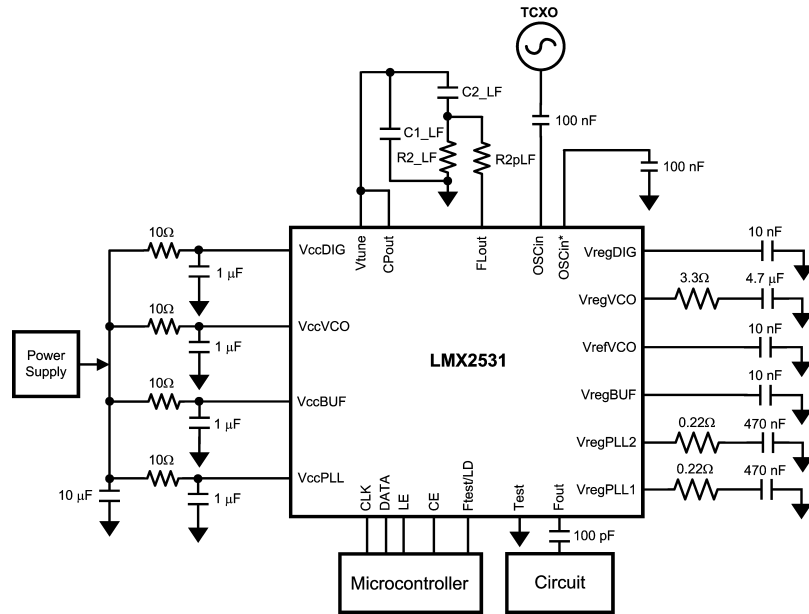 TCXO
C2_LF
100 nF
C1_LF
R2_LF
R2pLF
100 nF
10Ω
VccDIG
Vtune
CPout
FLout
OSCin
OSCin*
VregDIG
10 nF
1 μF
3.3Ω
4.7 μF
VregVCO
10Ω
VccVCO
1 μF
10 nF
VrefVCO
Power
Supply
LMX2531
10 nF
VregBUF
10Ω
VccBUF
1 μF
0.22Ω
470 nF
VregPLL2
10Ω
VccPLL
0.22Ω
470 nF
VregPLL1
10 μF
1 μF
CLK
DATA
LE
CE
Ftest/LD
Test
Fout
100 pF
Microcontroller
Circuit